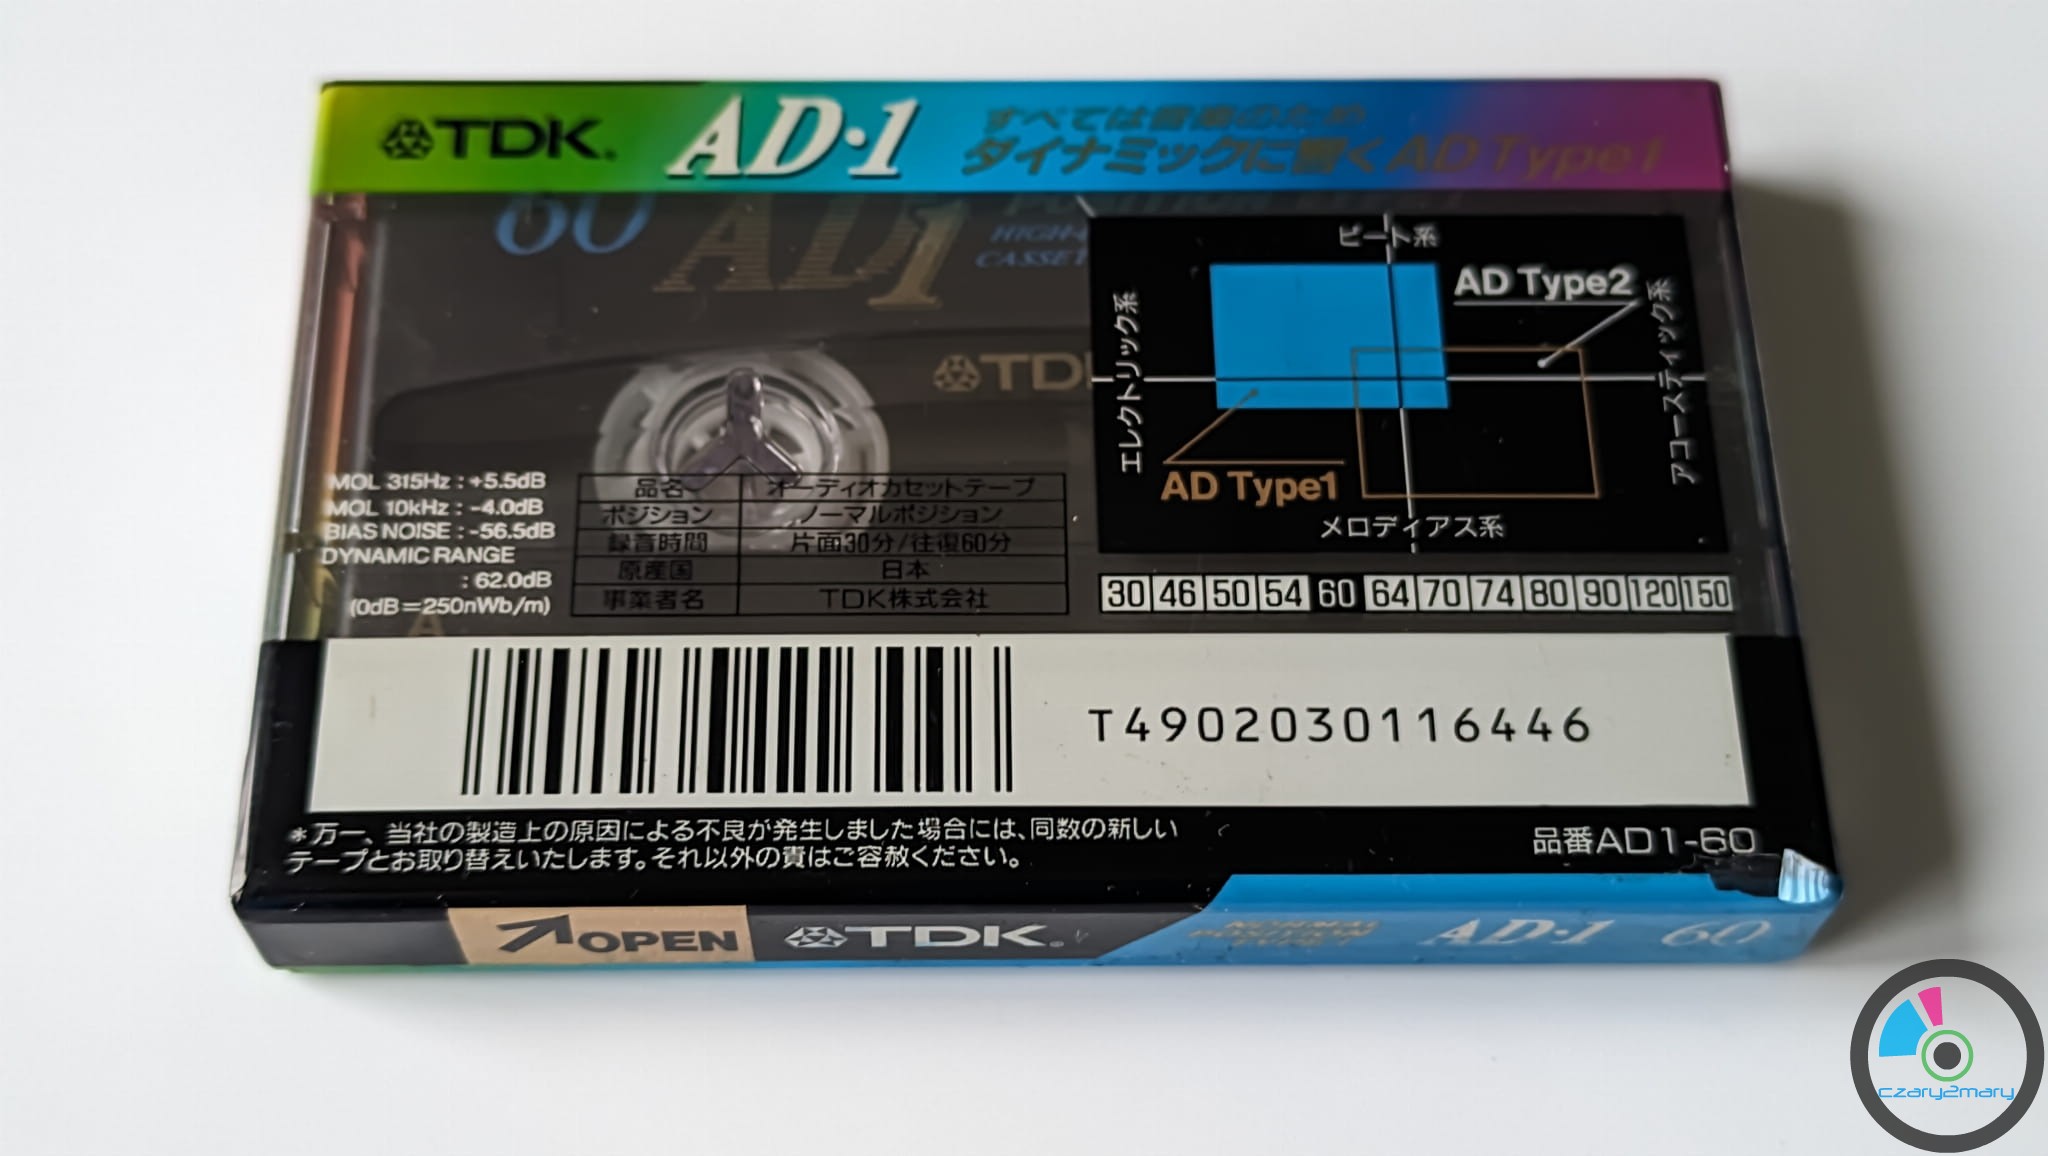 TDK. AD·1 すべては音楽のため
ダイナミックに響く AD Type1
60 AD1
HIGH-
CASSET
TDK
MOL 315Hz : +5.5dB
MOL 10kHz : -4.0dB
BIAS NOISE : -56.5dB
DYNAMIC RANGE
: 62.0dB
(0dB=250nWb/m)
A
品名 オーディオカセットテープ
ポジション ノーマルポジション
録音時間 片面30分/往復60分
原産国 日本
事業者名 TDK株式会社
ビート系
AD Type2
エレクトリック系
アコースティック系
AD Type1
メロディアス系
30 46 50 54 60 64 70 74 80 90 120 150
T4902030116446
*万一、当社の製造上の原因による不良が発生しました場合には、同数の新しい
テープとお取り替えいたします。それ以外の責はご容赦ください。
品番AD1-60
OPEN TDK. NORMAL POSITION TYPE I AD·1 60
czary2mary